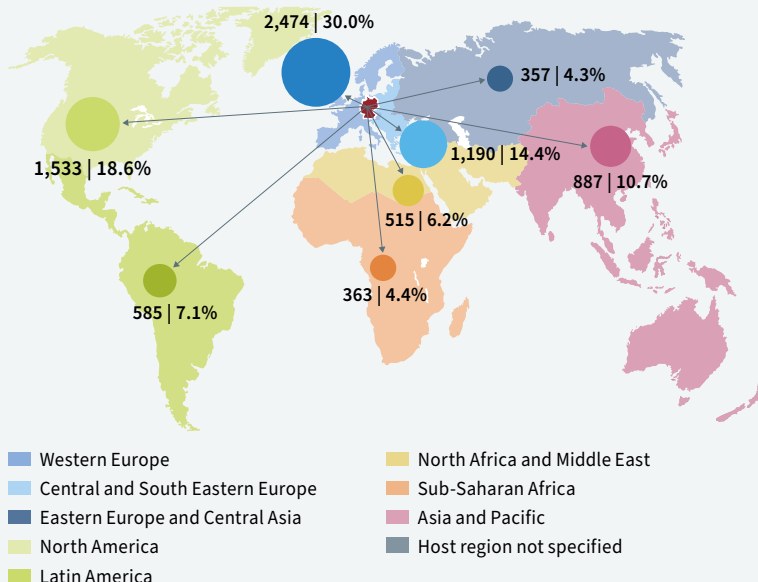 2,474 | 30.0%
357 | 4.3%
1,533 | 18.6%
1,190 | 14.4%
887 | 10.7%
515 | 6.2%
363 | 4.4%
585 | 7.1%
Western Europe
Central and South Eastern Europe
Eastern Europe and Central Asia
North America
Latin America
North Africa and Middle East
Sub-Saharan Africa
Asia and Pacific
Host region not specified